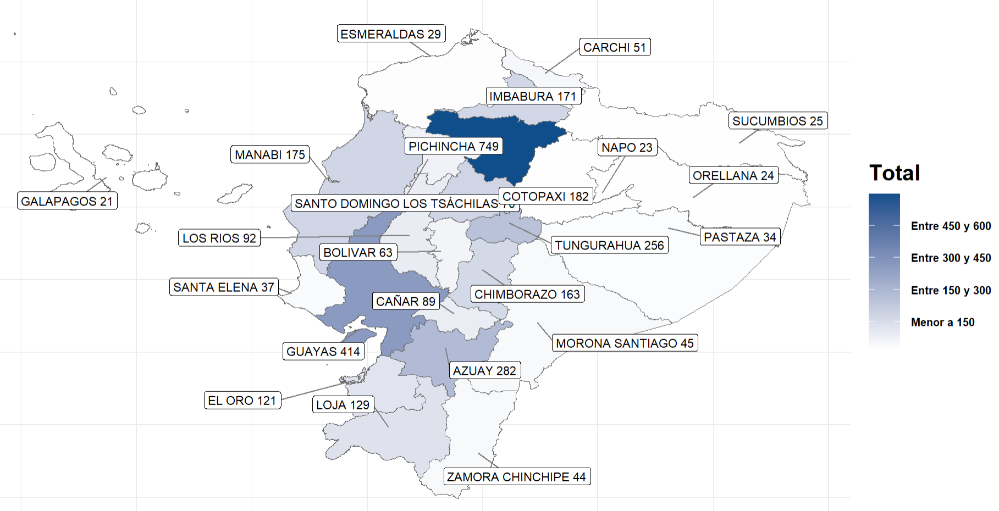 ESMERALDAS 29
CARCHI 51
IMBABURA 171
SUCUMBIOS 25
PICHINCHA 749
NAPO 23
MANABI 175
ORELLANA 24
Total
GALAPAGOS 21
SANTO DOMINGO LOS TSÁCHILAS
COTOPAXI 182
Entre 450 y 600
LOS RIOS 92
PASTAZA 34
TUNGURAHUA 256
BOLIVAR 63
Entre 300 y 450
SANTA ELENA 37
CHIMBORAZO 163
Entre 150 y 300
CAÑAR 89
Menor a 150
MORONA SANTIAGO 45
GUAYAS 414
AZUAY 282
EL ORO 121
LOJA 129
ZAMORA CHINCHIPE 44